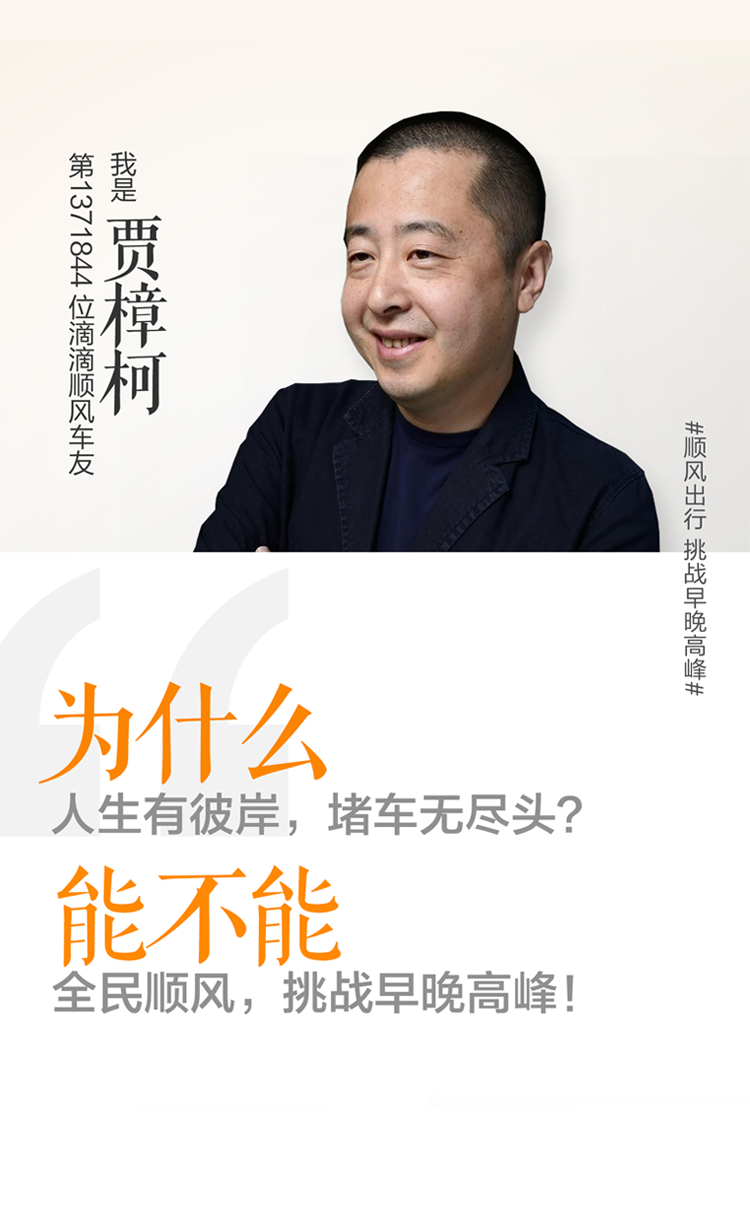 我是 贾樟柯
第1371844 位滴滴顺风车友
#顺风出行 挑战早晚高峰#
为什么
人生有彼岸，堵车无尽头？
能不能
全民顺风，挑战早晚高峰！